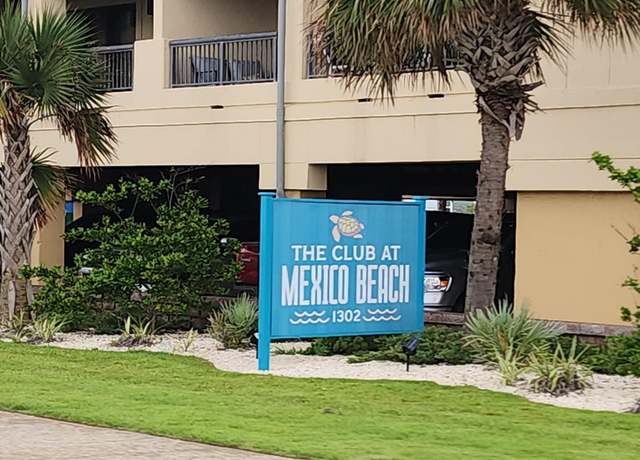 THE CLUB AT
MEXICO BEACH
1302